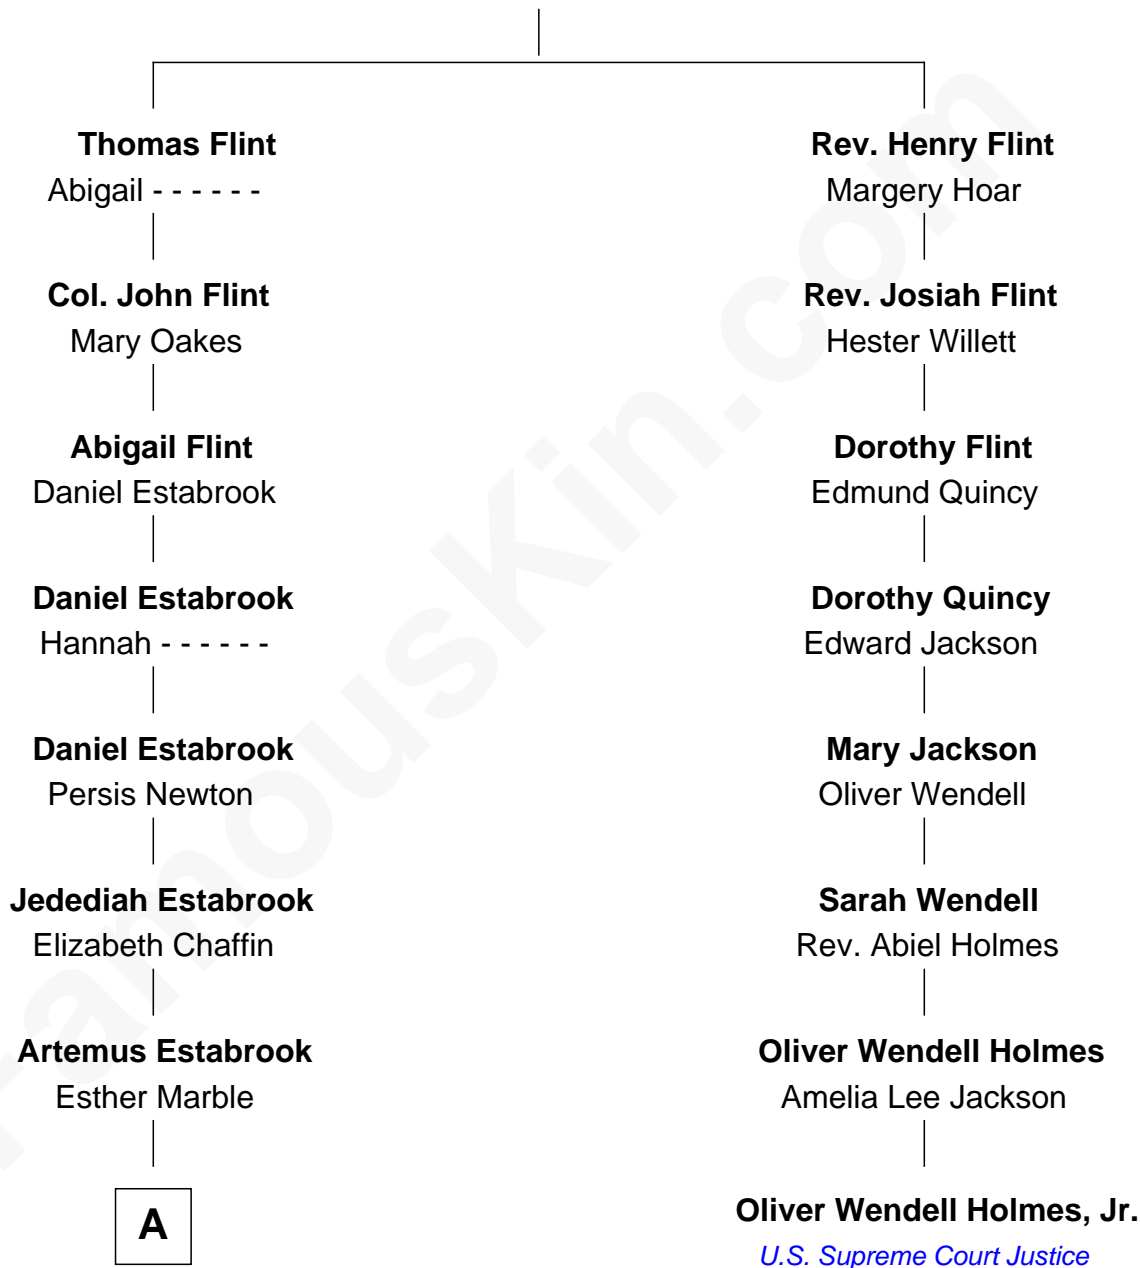 Thomas Flint
Abigail - - - - - -
Rev. Henry Flint
Margery Hoar
Col. John Flint
Mary Oakes
Rev. Josiah Flint
Hester Willett
Abigail Flint
Daniel Estabrook
Dorothy Flint
Edmund Quincy
Daniel Estabrook
Hannah - - - - - -
Dorothy Quincy
Edward Jackson
Daniel Estabrook
Persis Newton
Mary Jackson
Oliver Wendell
Jedediah Estabrook
Elizabeth Chaffin
Sarah Wendell
Rev. Abiel Holmes
Artemus Estabrook
Esther Marble
Oliver Wendell Holmes
Amelia Lee Jackson
A
Oliver Wendell Holmes, Jr.
U.S. Supreme Court Justice
FamousKin.com